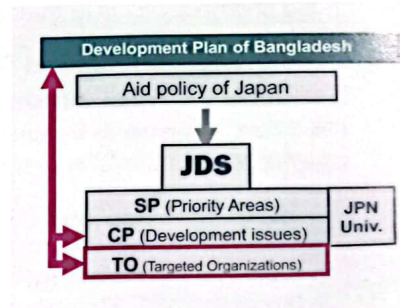 Development Plan of Bangladesh
Aid policy of Japan
JDS
SP (Priority Areas)
CP (Development issues)
TO (Targeted Organizations)
JPN
Univ.